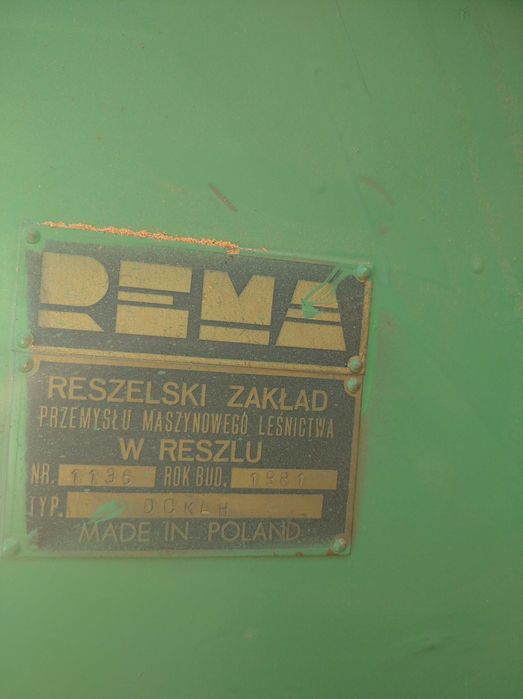 REMA
RESZELSKI ZAKŁAD
PRZEMYSŁU MASZYNOWEGO LEŚNICTWA
W RESZLU
NR. 1136 ROK BUD. 1981
TYP.
MADE IN POLAND